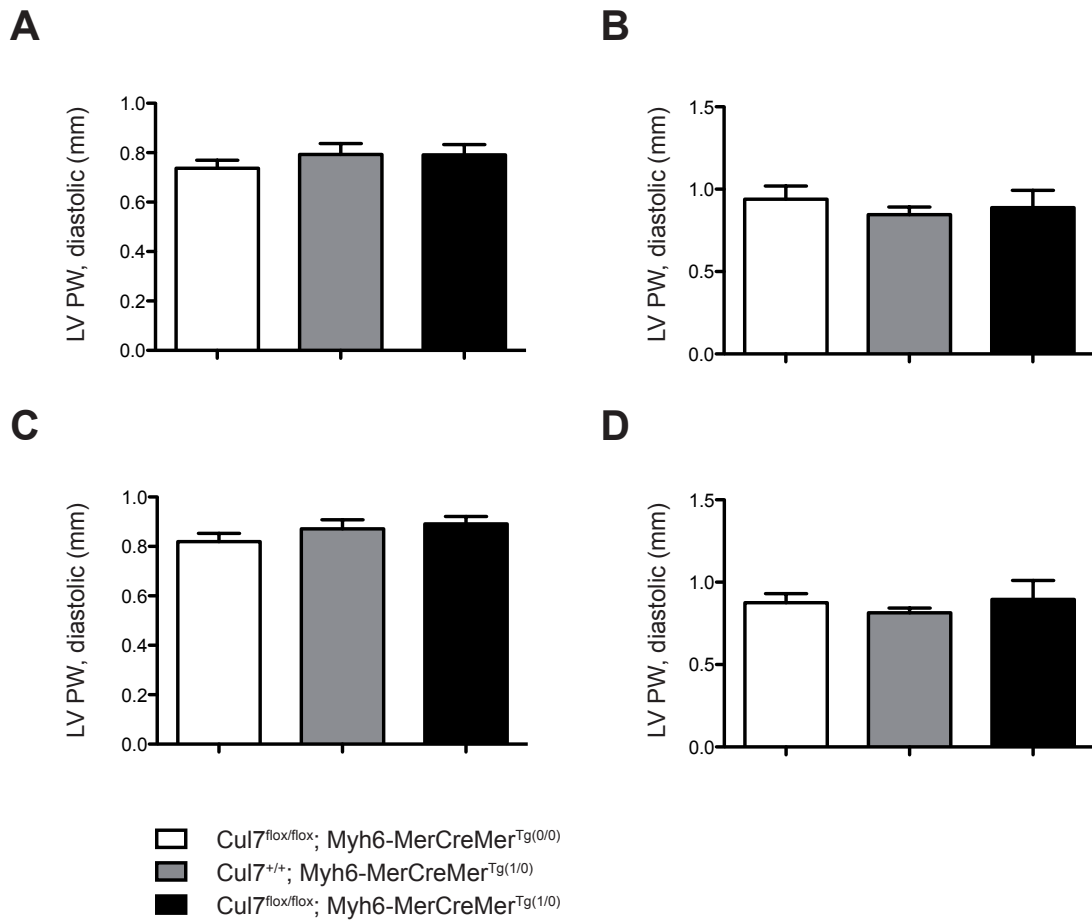 A
B
LV PW, diastolic (mm)
1.0
0.8
0.6
0.4
0.2
0.0
LV PW, diastolic (mm)
1.5
1.0
0.5
0.0
C
D
LV PW, diastolic (mm)
1.0
0.8
0.6
0.4
0.2
0.0
LV PW, diastolic (mm)
1.5
1.0
0.5
0.0
Cul7flox/flox; Myh6-MerCreMerTg(0/0)
Cul7+/+; Myh6-MerCreMerTg(1/0)
Cul7flox/flox; Myh6-MerCreMerTg(1/0)